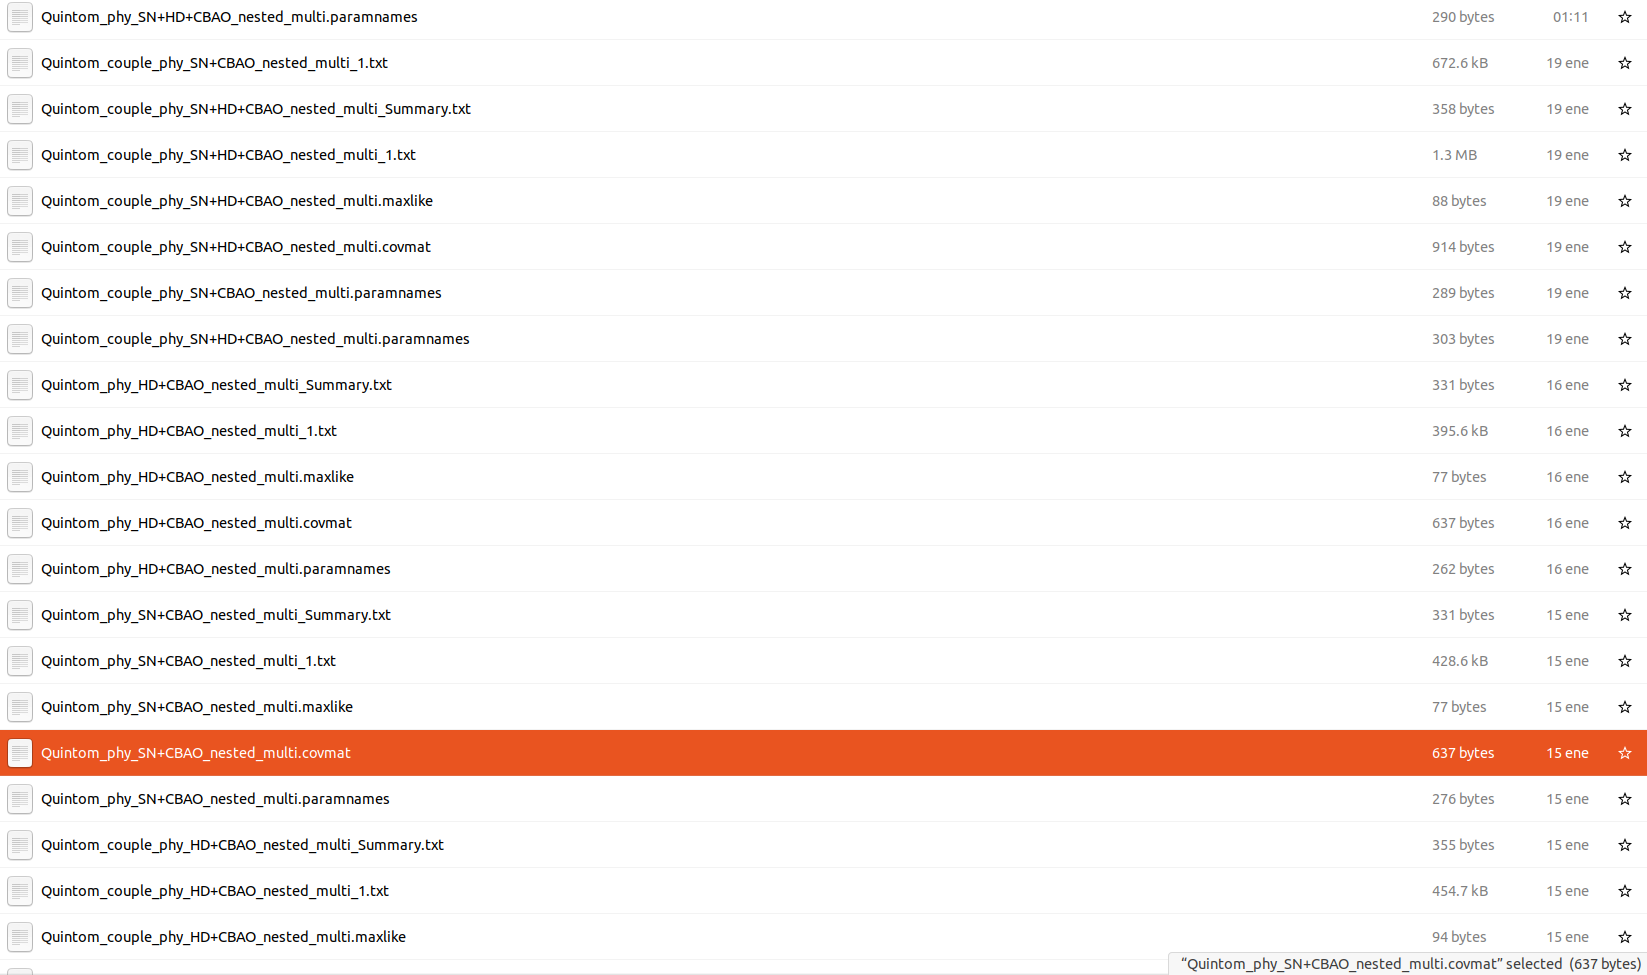 Quintom_phy_SN+HD+CBAO_nested_multi.paramnames 290 bytes 01:11
Quintom_couple_phy_SN+CBAO_nested_multi_1.txt 672.6 kB 19 ene
Quintom_couple_phy_SN+HD+CBAO_nested_multi_Summary.txt 358 bytes 19 ene
Quintom_couple_phy_SN+HD+CBAO_nested_multi_1.txt 1.3 MB 19 ene
Quintom_couple_phy_SN+HD+CBAO_nested_multi.maxlike 88 bytes 19 ene
Quintom_couple_phy_SN+HD+CBAO_nested_multi.covmat 914 bytes 19 ene
Quintom_couple_phy_SN+CBAO_nested_multi.paramnames 289 bytes 19 ene
Quintom_couple_phy_SN+HD+CBAO_nested_multi.paramnames 303 bytes 19 ene
Quintom_phy_HD+CBAO_nested_multi_Summary.txt 331 bytes 16 ene
Quintom_phy_HD+CBAO_nested_multi_1.txt 395.6 kB 16 ene
Quintom_phy_HD+CBAO_nested_multi.maxlike 77 bytes 16 ene
Quintom_phy_HD+CBAO_nested_multi.covmat 637 bytes 16 ene
Quintom_phy_HD+CBAO_nested_multi.paramnames 262 bytes 16 ene
Quintom_phy_SN+CBAO_nested_multi_Summary.txt 331 bytes 15 ene
Quintom_phy_SN+CBAO_nested_multi_1.txt 428.6 kB 15 ene
Quintom_phy_SN+CBAO_nested_multi.maxlike 77 bytes 15 ene
Quintom_phy_SN+CBAO_nested_multi.covmat 637 bytes 15 ene
Quintom_phy_SN+CBAO_nested_multi.paramnames 276 bytes 15 ene
Quintom_couple_phy_HD+CBAO_nested_multi_Summary.txt 355 bytes 15 ene
Quintom_couple_phy_HD+CBAO_nested_multi_1.txt 454.7 kB 15 ene
Quintom_couple_phy_HD+CBAO_nested_multi.maxlike 94 bytes 15 ene
“Quintom_phy_SN+CBAO_nested_multi.covmat” selected (637 bytes)